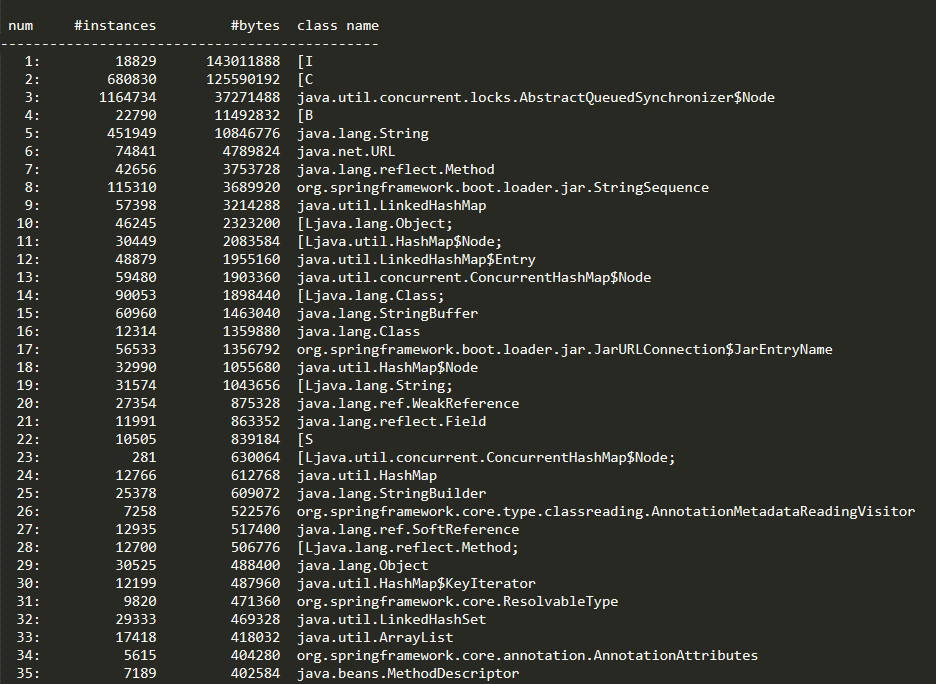 num     #instances         #bytes  class name
----------------------------------------------
   1:         18829      143011888  [I
   2:        680830      125590192  [C
   3:       1164734       37271488  java.util.concurrent.locks.AbstractQueuedSynchronizer$Node
   4:         22790       11492832  [B
   5:        451949       10846776  java.lang.String
   6:         74841        4789824  java.net.URL
   7:         42656        3753728  java.lang.reflect.Method
   8:        115310        3689920  org.springframework.boot.loader.jar.StringSequence
   9:         57398        3214288  java.util.LinkedHashMap
  10:         46245        2323200  [Ljava.lang.Object;
  11:         30449        2083584  [Ljava.util.HashMap$Node;
  12:         48879        1955160  java.util.LinkedHashMap$Entry
  13:         59480        1903360  java.util.concurrent.ConcurrentHashMap$Node
  14:         90053        1898440  [Ljava.lang.Class;
  15:         60960        1463040  java.lang.StringBuffer
  16:         12314        1359880  java.lang.Class
  17:         56533        1356792  org.springframework.boot.loader.jar.JarURLConnection$JarEntryName
  18:         32990        1055680  java.util.HashMap$Node
  19:         31574        1043656  [Ljava.lang.String;
  20:         27354         875328  java.lang.ref.WeakReference
  21:         11991         863352  java.lang.reflect.Field
  22:         10505         839184  [S
  23:           281         630064  [Ljava.util.concurrent.ConcurrentHashMap$Node;
  24:         12766         612768  java.util.HashMap
  25:         25378         609072  java.lang.StringBuilder
  26:          7258         522576  org.springframework.core.type.classreading.AnnotationMetadataReadingVisitor
  27:         12935         517400  java.lang.ref.SoftReference
  28:         12700         506776  [Ljava.lang.reflect.Method;
  29:         30525         488400  java.lang.Object
  30:         12199         487960  java.util.HashMap$KeyIterator
  31:          9820         471360  org.springframework.core.ResolvableType
  32:         29333         469328  java.util.LinkedHashSet
  33:         17418         418032  java.util.ArrayList
  34:          5615         404280  org.springframework.core.annotation.AnnotationAttributes
  35:          7189         402584  java.beans.MethodDescriptor